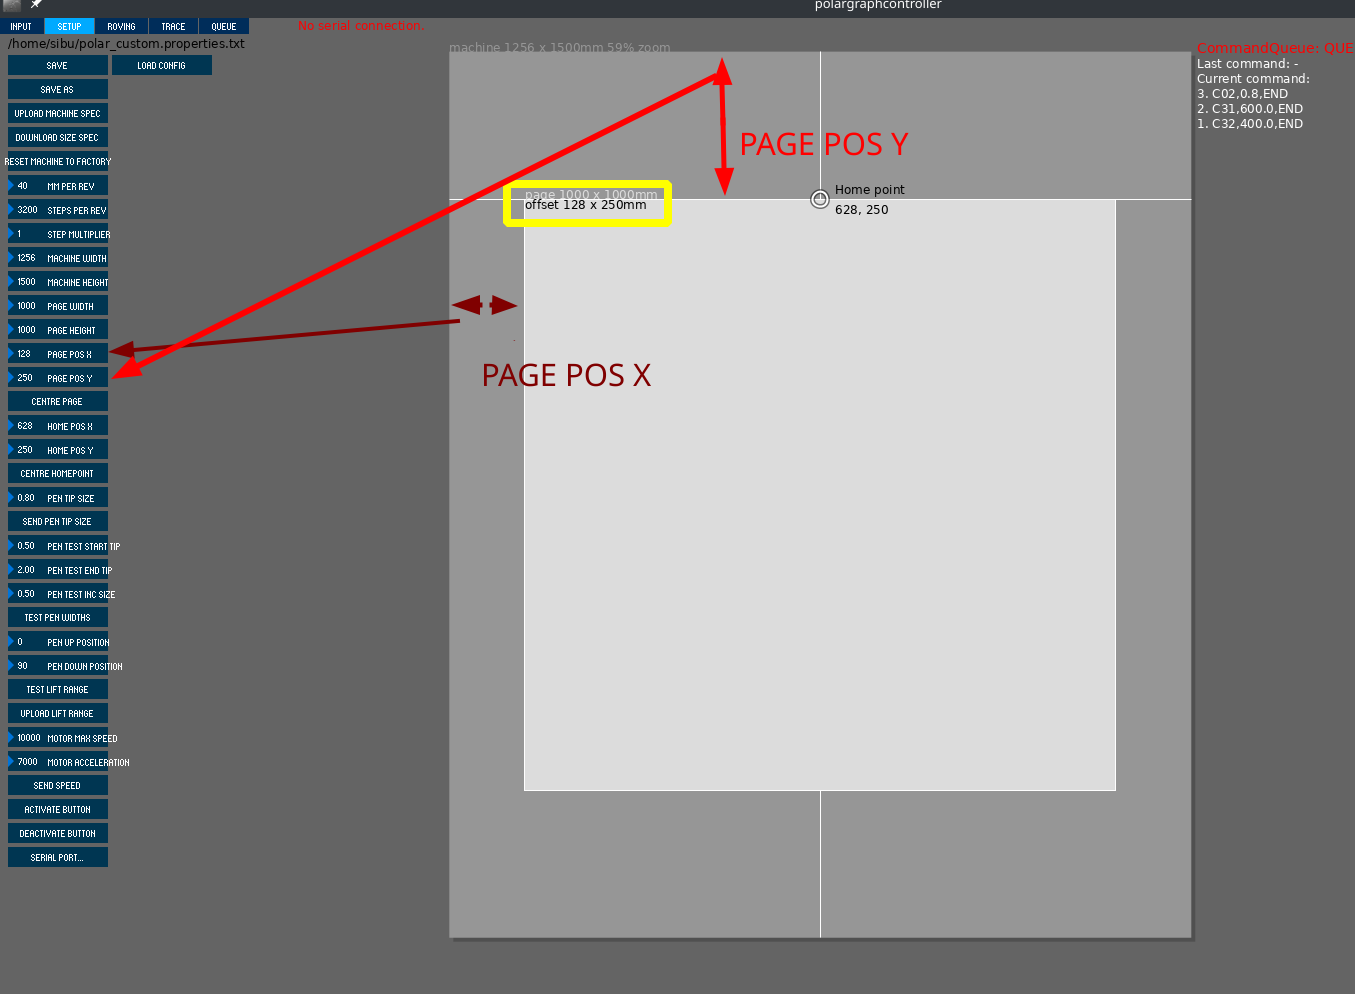 polargraphcontroller
INPUT SETUP ROVING TRACE QUEUE
No serial connection.
/home/sibu/polar_custom.properties.txt
SAVE LOAD CONFIG
SAVE AS
UPLOAD MACHINE SPEC
DOWNLOAD SIZE SPEC
RESET MACHINE TO FACTORY
40 MM PER REV
3200 STEPS PER REV
1 STEP MULTIPLIER
1256 MACHINE WIDTH
1500 MACHINE HEIGHT
1000 PAGE WIDTH
1000 PAGE HEIGHT
128 PAGE POS X
250 PAGE POS Y
CENTRE PAGE
628 HOME POS X
250 HOME POS Y
CENTRE HOMEPOINT
0.80 PEN TIP SIZE
SEND PEN TIP SIZE
0.50 PEN TEST START TIP
2.00 PEN TEST END TIP
0.50 PEN TEST INC SIZE
TEST PEN WIDTHS
0 PEN UP POSITION
90 PEN DOWN POSITION
TEST LIFT RANGE
UPLOAD LIFT RANGE
10000 MOTOR MAX SPEED
7000 MOTOR ACCELERATION
SEND SPEED
ACTIVATE BUTTON
DEACTIVATE BUTTON
SERIAL PORT...
machine 1256 x 1500mm 59% zoom
PAGE POS Y
page 1000 x 1000mm
offset 128 x 250mm
Home point
628, 250
PAGE POS X
CommandQueue: QUE
Last command: -
Current command:
3. C02,0.8,END
2. C31,600.0,END
1. C32,400.0,END